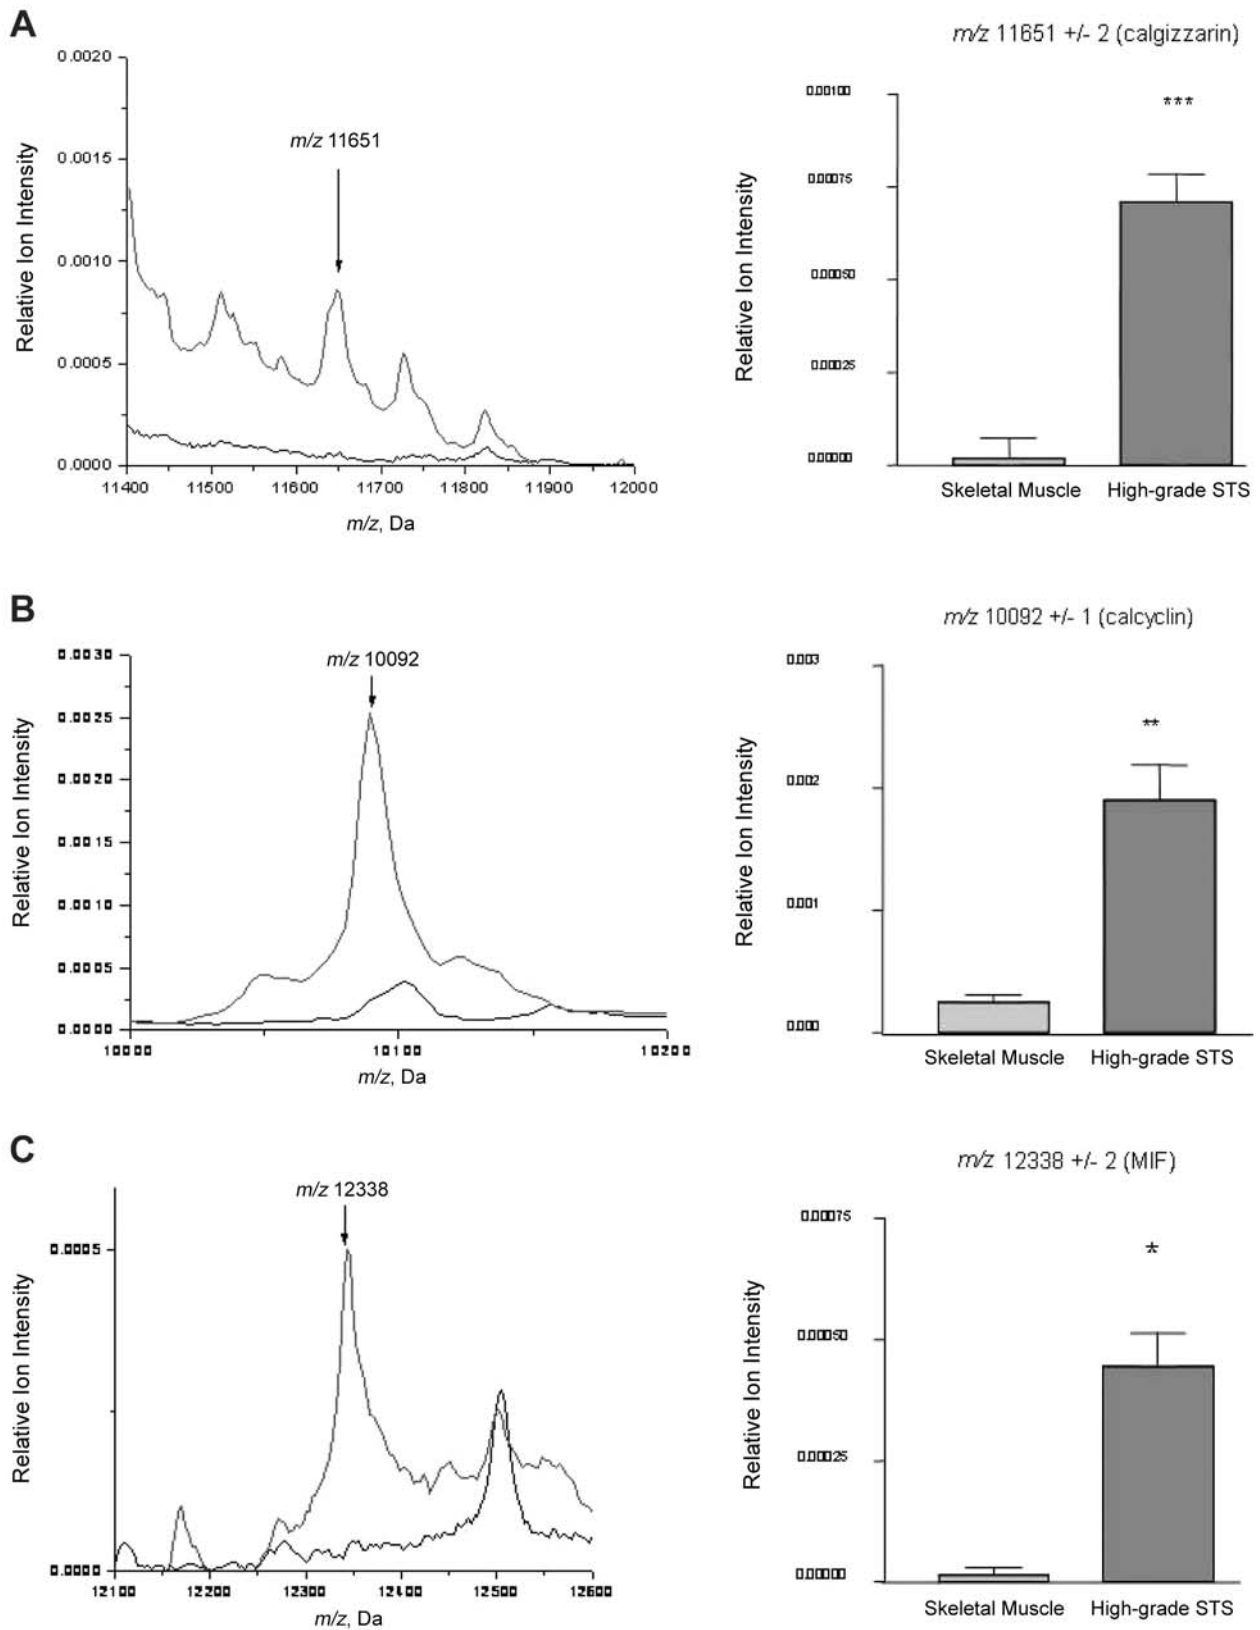 A
m/z 11651 +/- 2 (calgizzarin)
0.0020
0.0015
0.0010
0.0005
0.0000
Relative Ion Intensity
m/z 11651
11400 11500 11600 11700 11800 11900 12000
m/z, Da
0.00100
0.00075
0.00050
0.00025
0.00000
Relative Ion Intensity
***
Skeletal Muscle High-grade STS
B
m/z 10092 +/- 1 (calcyclin)
0.0030
0.0025
0.0020
0.0015
0.0010
0.0005
0.0000
Relative Ion Intensity
m/z 10092
10000 10100 10200
m/z, Da
0.003
0.002
0.001
0.000
Relative Ion Intensity
**
Skeletal Muscle High-grade STS
C
m/z 12338 +/- 2 (MIF)
0.0005
0.0000
Relative Ion Intensity
m/z 12338
12100 12200 12300 12400 12500 12600
m/z, Da
0.00075
0.00050
0.00025
0.00000
Relative Ion Intensity
*
Skeletal Muscle High-grade STS